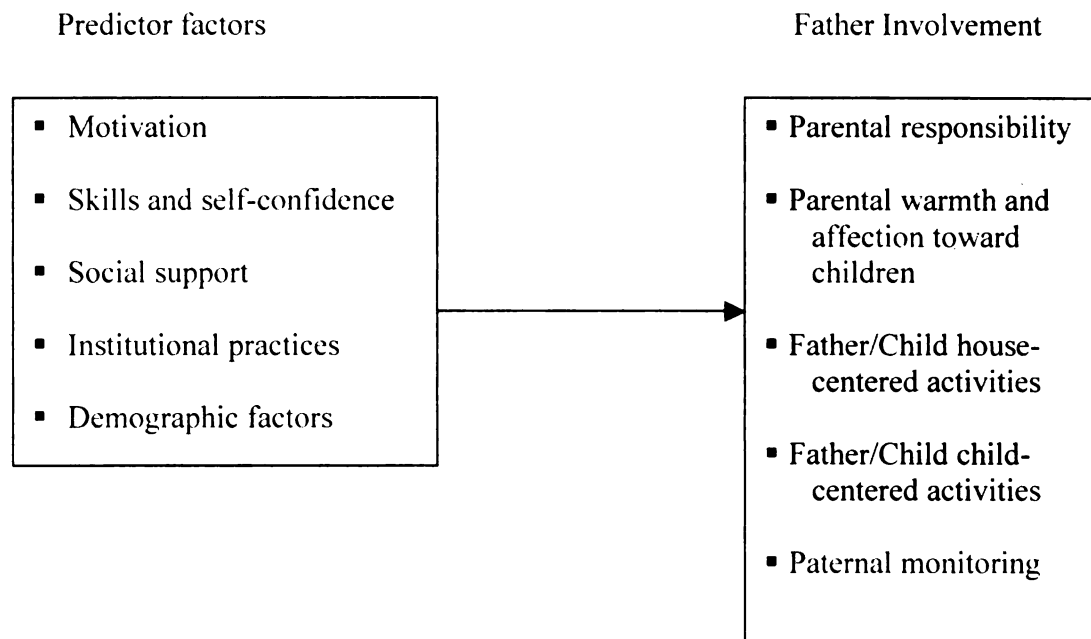 Predictor factors
▪ Motivation
▪ Skills and self-confidence
▪ Social support
▪ Institutional practices
▪ Demographic factors
Father Involvement
▪ Parental responsibility
▪ Parental warmth and
affection toward
children
▪ Father/Child house-
centered activities
▪ Father/Child child-
centered activities
▪ Paternal monitoring